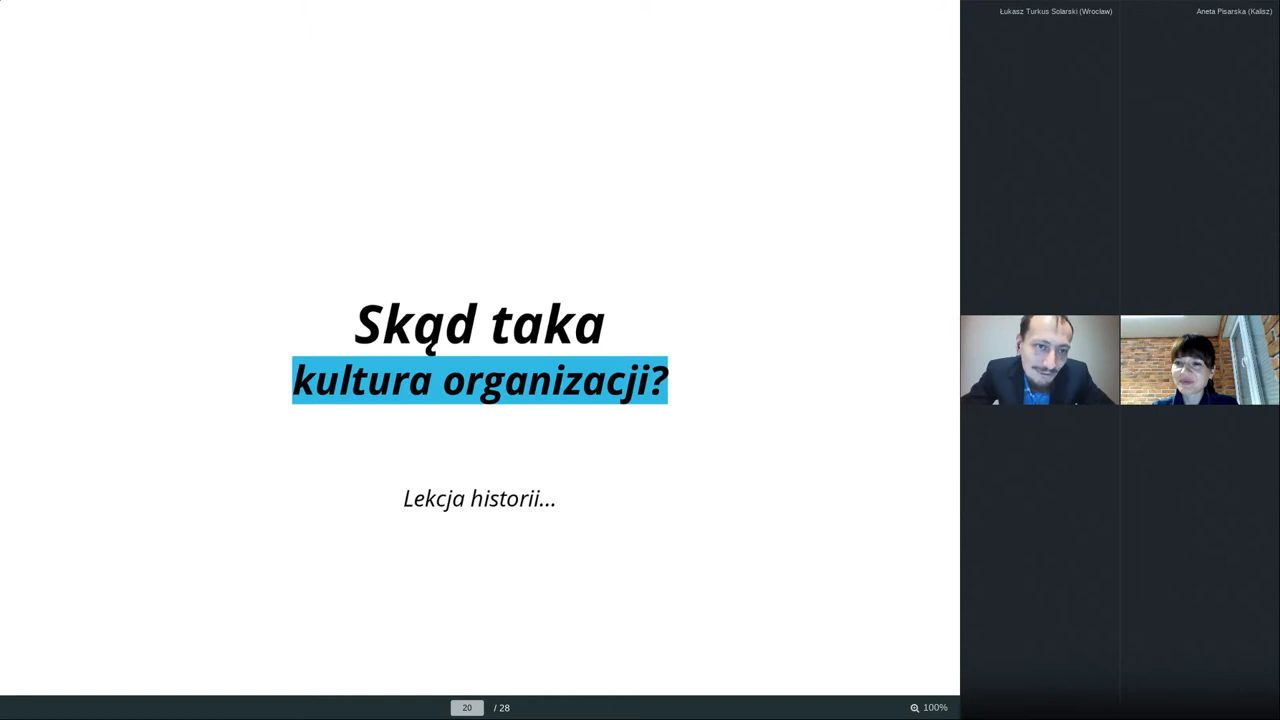 Łukasz Turkus Solarski (Wrocław)
Aneta Pisarska (Kalisz)
Skąd taka
kultura organizacji?
Lekcja historii...
20 / 28
100%